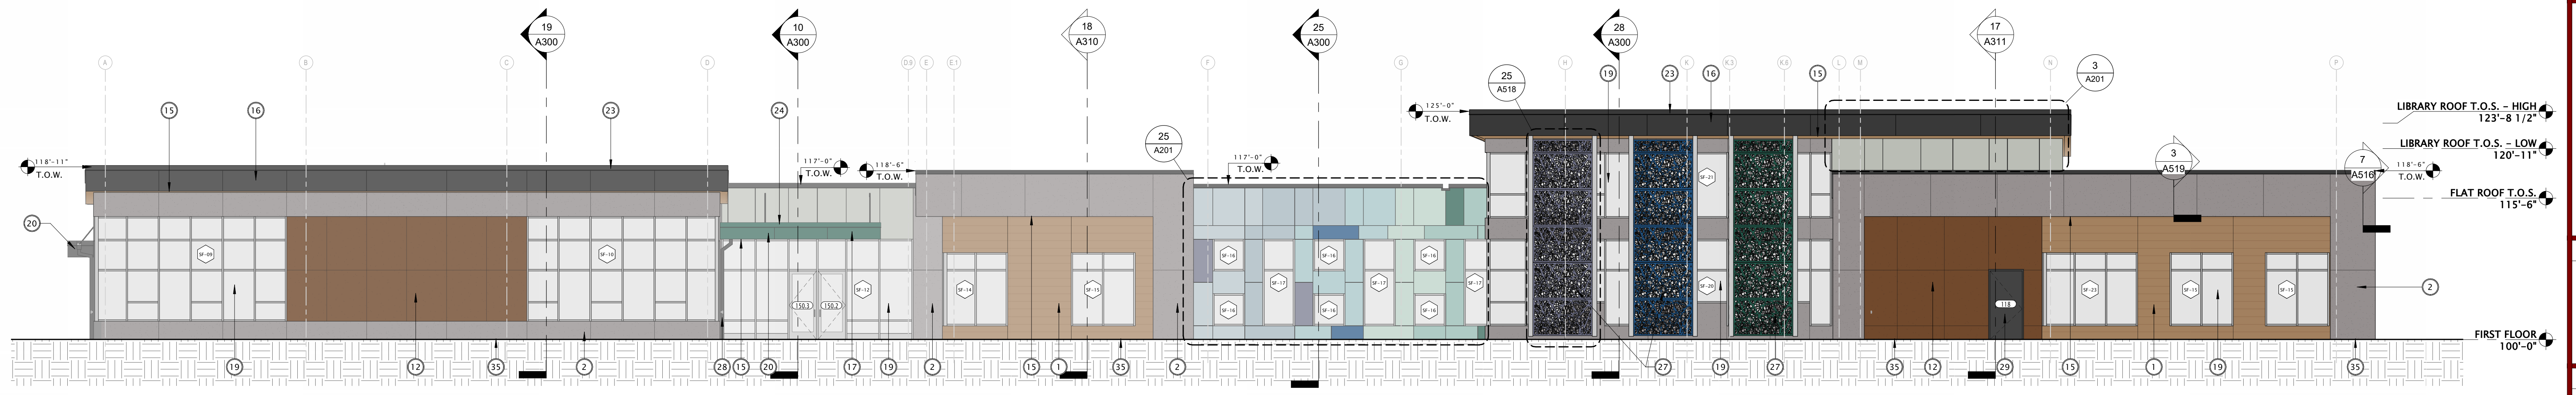 19
A300
10
A300
18
A310
25
A300
28
A300
17
A311
A
B
C
D
D.9
E
E.1
F
G
H
K
K.3
K.8
L
M
N
P
25
A518
19
23
16
15
3
A201
15
16
23
24
125'-0"
T.O.W.
LIBRARY ROOF T.O.S. - HIGH
123'-8 1/2"
25
A201
LIBRARY ROOF T.O.S. - LOW
120'-11"
118'-11"
T.O.W.
117'-0"
T.O.W.
118'-6"
T.O.W.
117'-0"
T.O.W.
3
A519
7
A516
118'-6"
T.O.W.
FLAT ROOF T.O.S.
115'-6"
SF-21
20
SF-09
SF-10
SF-16
SF-16
SF-16
SF-12
SF-14
SF-15
SF-17
SF-17
SF-17
SF-20
SF-23
SF-15
SF-15
2
150.3
150.2
SF-16
SF-16
SF-16
118
FIRST FLOOR
100'-0"
19
12
35
2
28
15
20
17
19
2
15
1
35
2
27
19
27
35
12
29
15
1
19
35